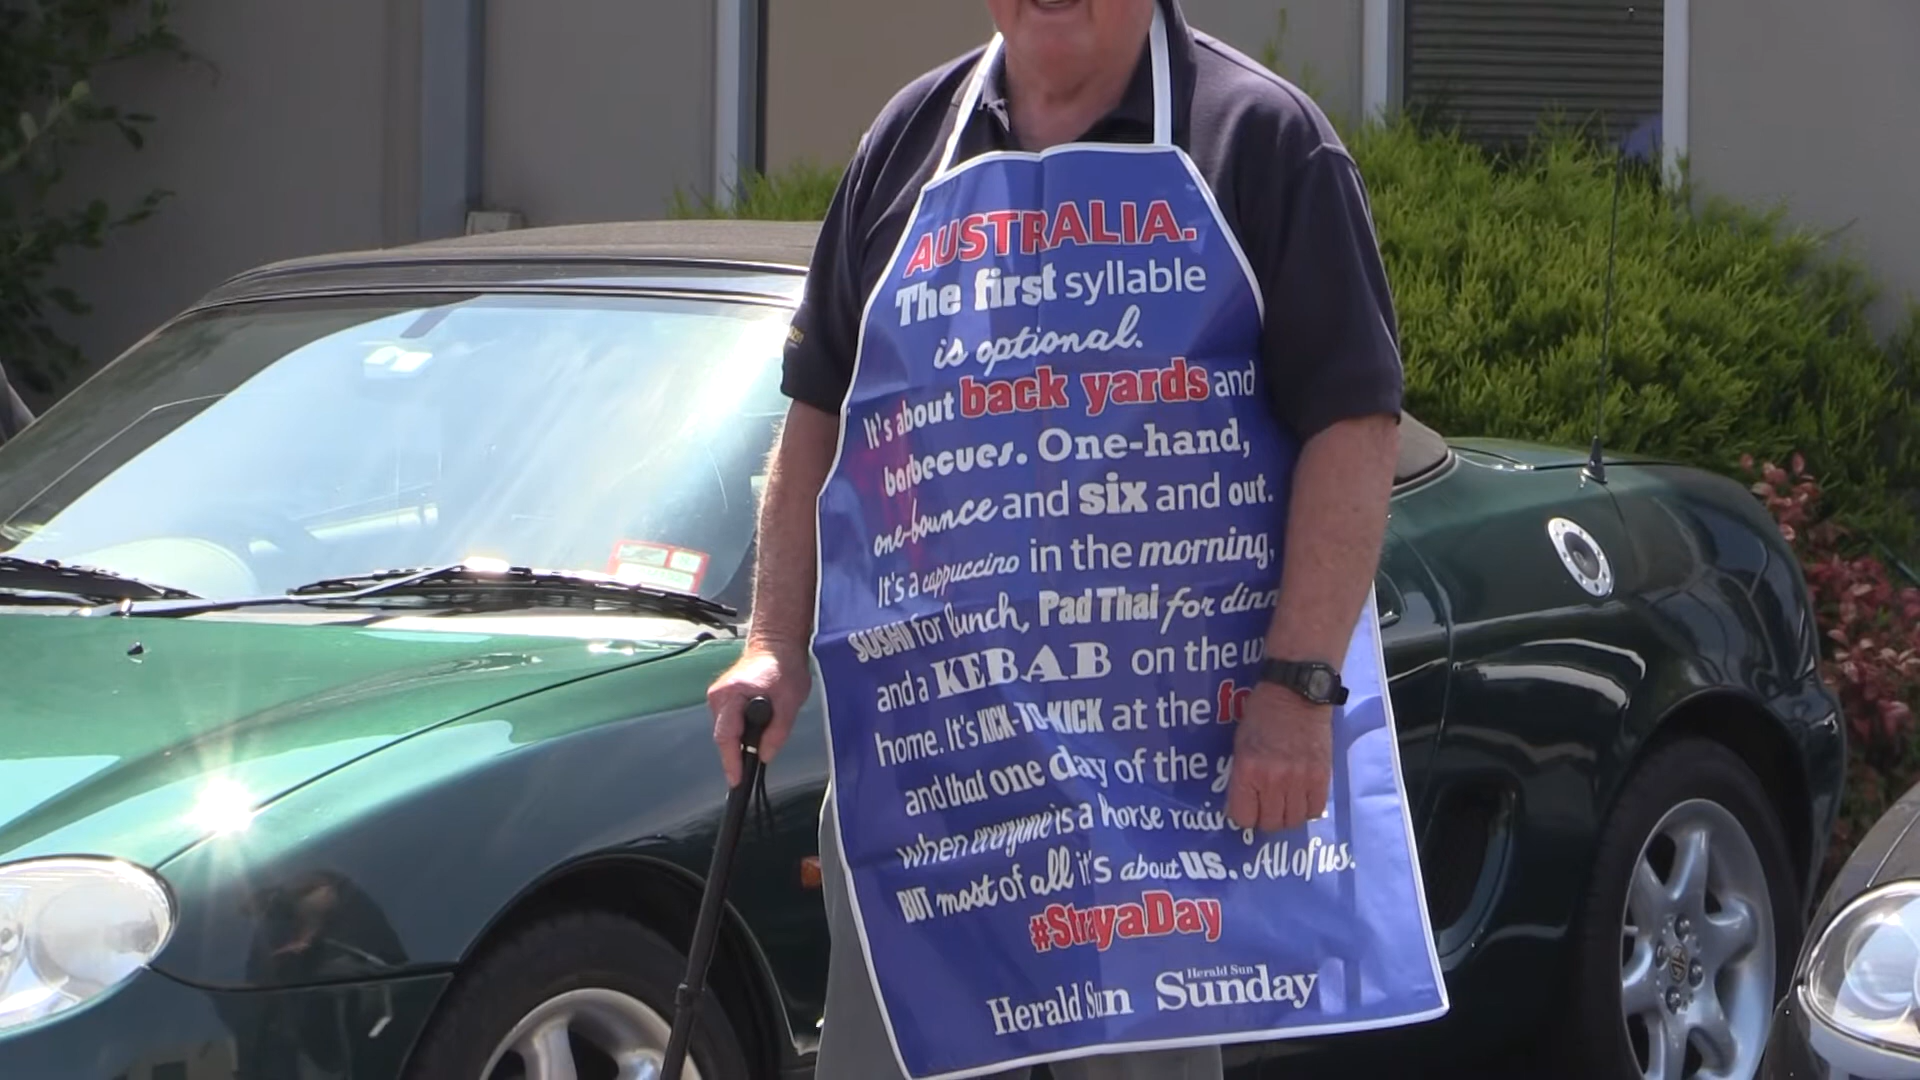 AUSTRALIA.
The first syllable
is optional.
It's about back yards and
barbecues. One-hand,
one-bounce and six and out.
It's a cappuccino in the morning,
SUSHI for lunch, Pad Thai for dinn
and a KEBAB on the w
home. It's KICK-TO-KICK at the fo
and that one day of the y
when everyone is a horse racing
BUT most of all it's about us. All of us.
#StrayaDay
Herald Sun
Herald Sun
Sunday